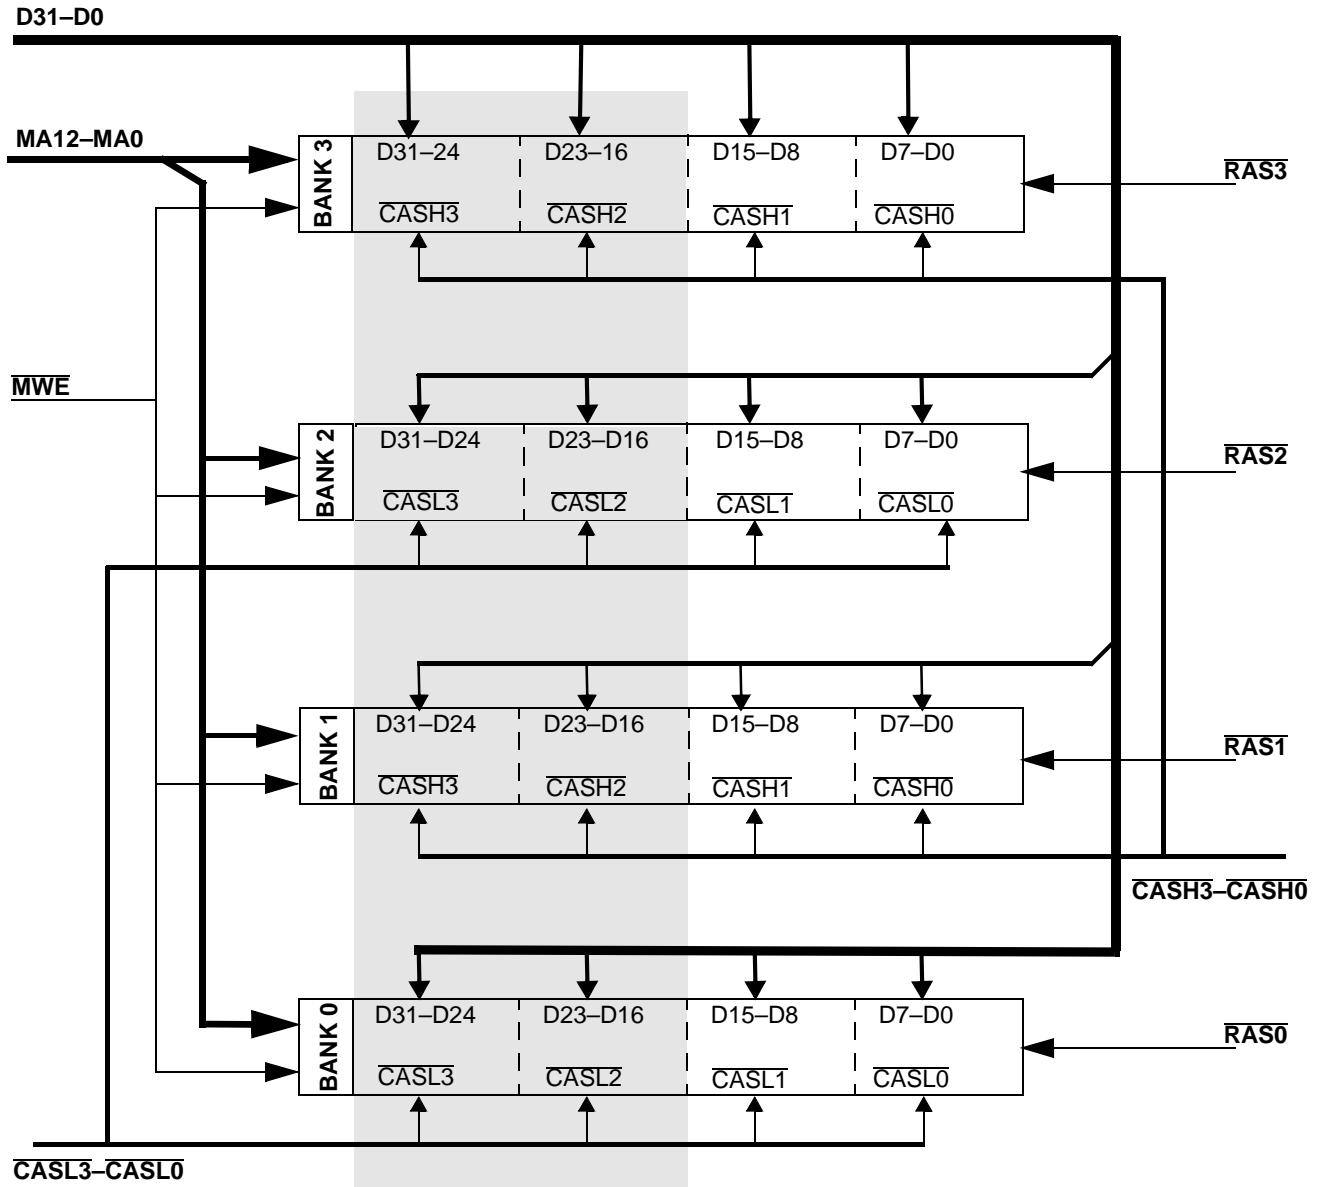 D31–D0
MA12–MA0
BANK 3
D31–24 D23–16 D15–D8 D7–D0
CASH3 CASH2 CASH1 CASH0
RAS3
MWE
BANK 2
D31–D24 D23–D16 D15–D8 D7–D0
CASL3 CASL2 CASL1 CASL0
RAS2
BANK 1
D31–D24 D23–D16 D15–D8 D7–D0
CASH3 CASH2 CASH1 CASH0
RAS1
CASH3–CASH0
BANK 0
D31–D24 D23–D16 D15–D8 D7–D0
CASL3 CASL2 CASL1 CASL0
RAS0
CASL3–CASL0